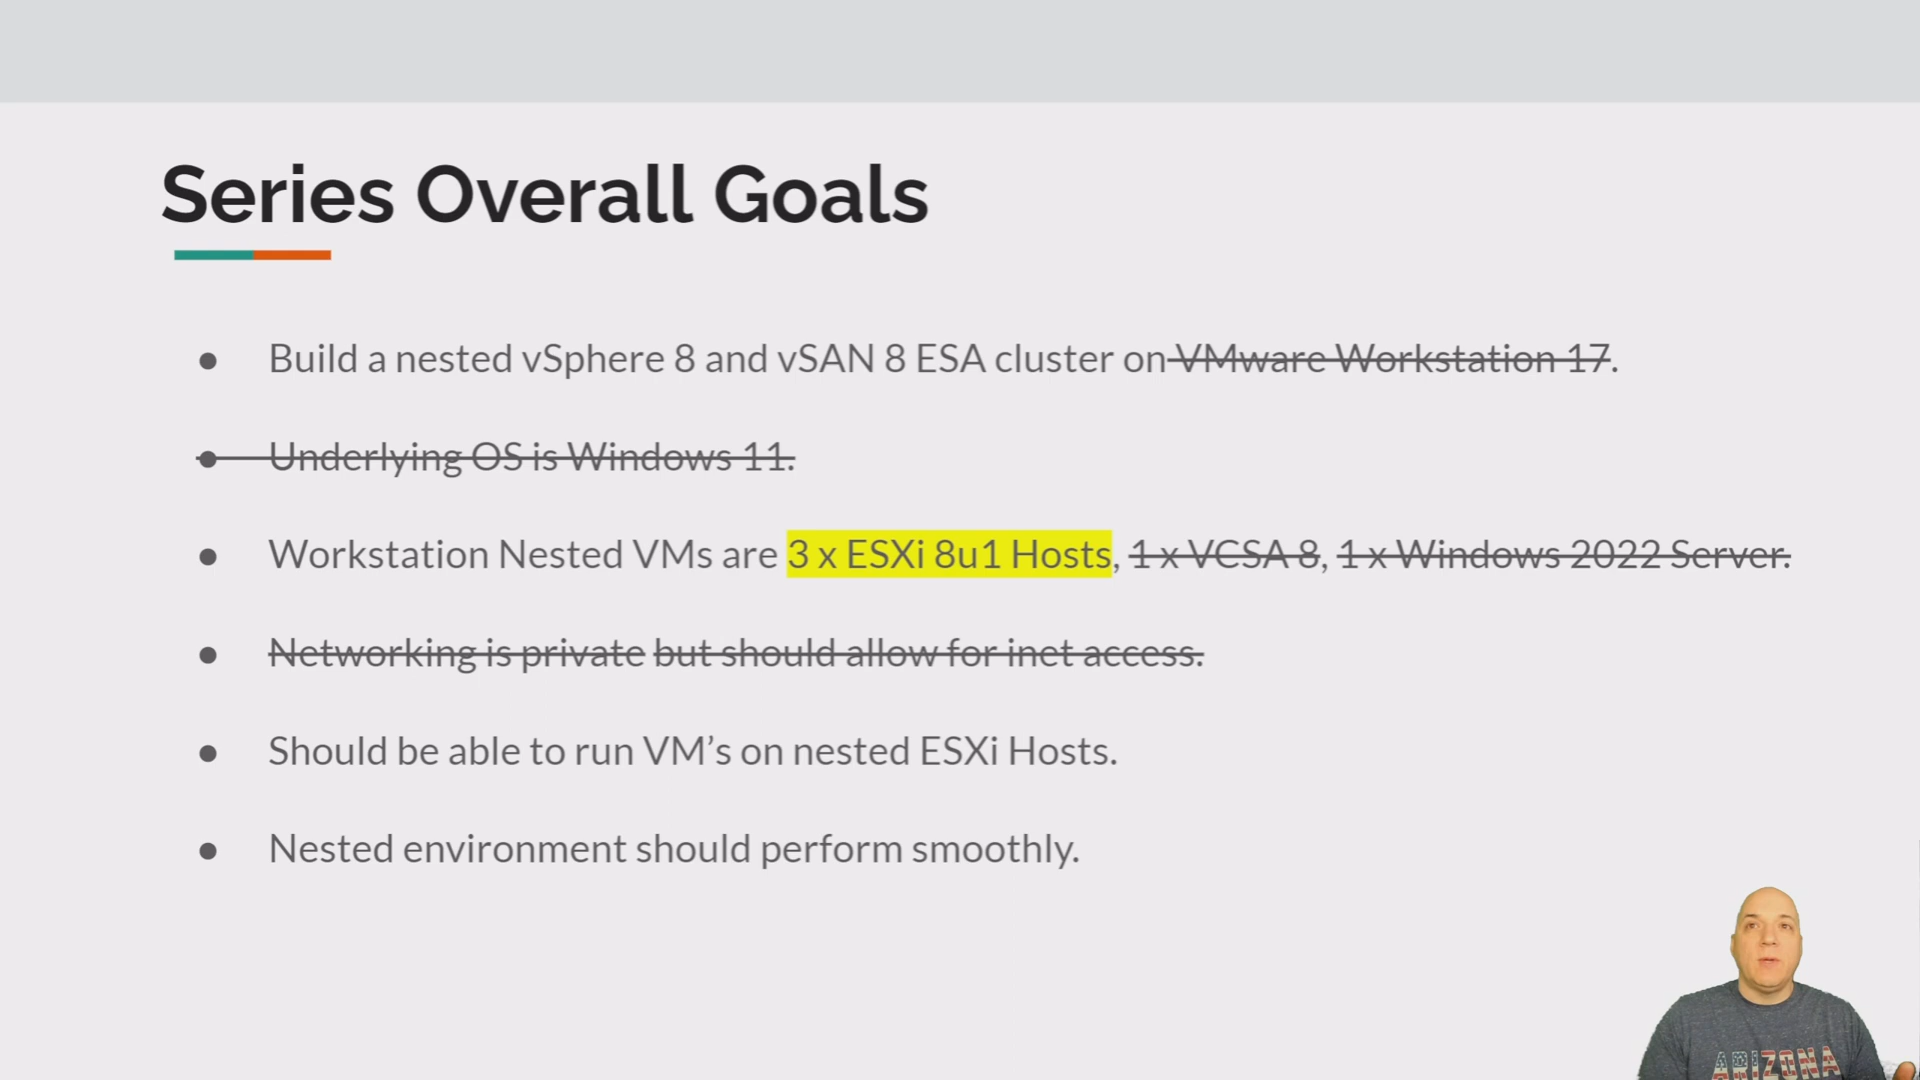 Series Overall Goals
● Build a nested vSphere 8 and vSAN 8 ESA cluster on VMware Workstation 17.
● Underlying OS is Windows 11.
● Workstation Nested VMs are 3 x ESXi 8u1 Hosts, 1 x VCSA 8, 1 x Windows 2022 Server.
● Networking is private but should allow for inet access.
● Should be able to run VM’s on nested ESXi Hosts.
● Nested environment should perform smoothly.
ARIZONA